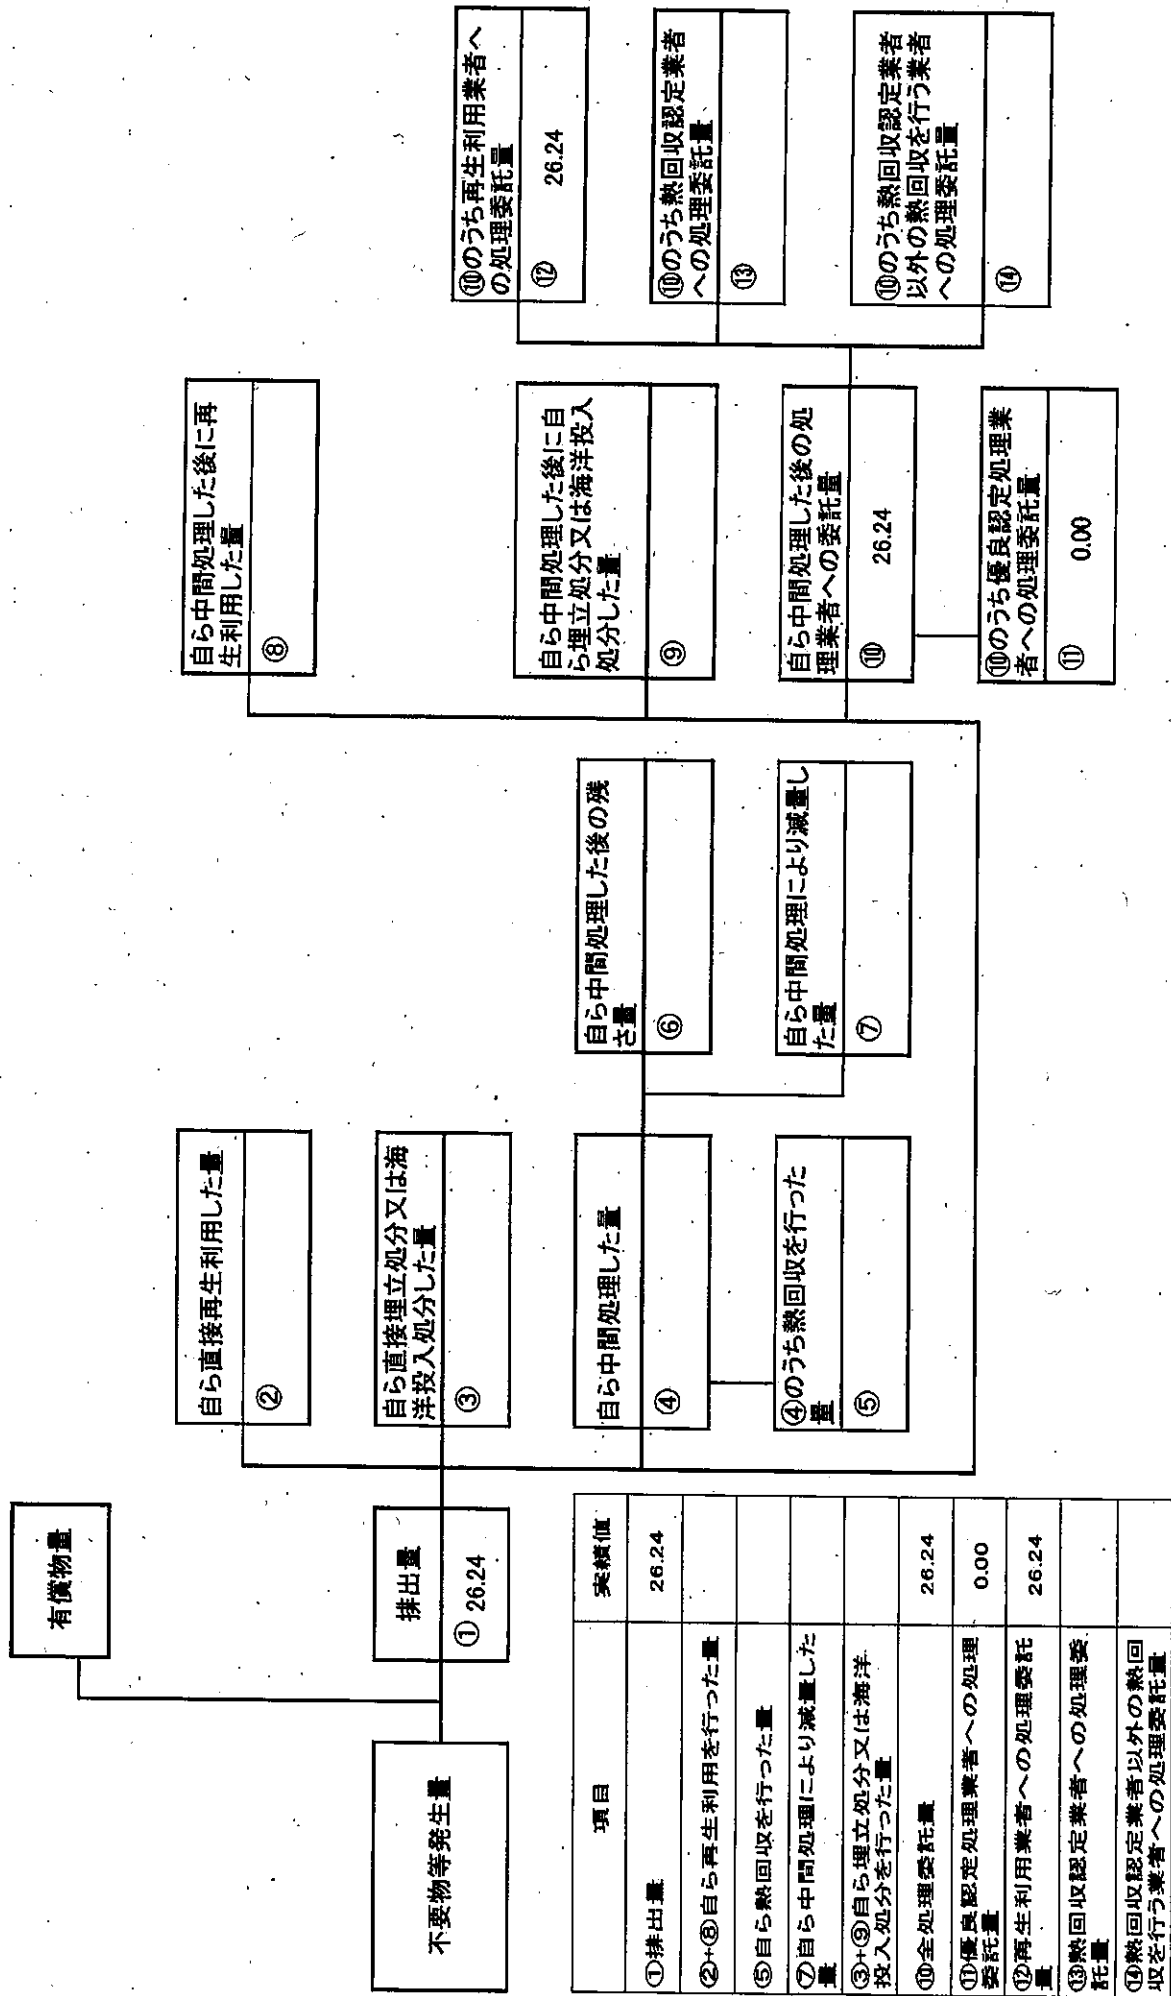 有償物量
不要物等発生量
排出量
① 26.24
自ら直接再生利用した量
②
自ら直接埋立処分又は海
洋投入処分した量
③
自ら中間処理した量
④
④のうち熱回収を行った
量
⑤
自ら中間処理した後の残
さ量
⑥
自ら中間処理により減量し
た量
⑦
自ら中間処理した後に再
生利用した量
⑧
自ら中間処理した後に自
ら埋立処分又は海洋投入
処分した量
⑨
自ら中間処理した後の処
理業者への委託量
⑩ 26.24
⑩のうち優良認定処理業
者への処理委託量
⑪ 0.00
⑩のうち再生利用業者へ
の処理委託量
⑫ 26.24
⑩のうち熱回収認定業者
への処理委託量
⑬
⑩のうち熱回収認定業者
以外の熱回収を行う業者
への処理委託量
⑭
項目 実績値
①排出量 26.24
②+⑧自ら再生利用を行った量
⑤自ら熱回収を行った量
⑦自ら中間処理により減量した
量
③+⑨自ら埋立処分又は海洋
投入処分を行った量
⑩全処理委託量 26.24
⑪優良認定処理業者への処理
委託量 0.00
⑫再生利用業者への処理委託
量 26.24
⑬熱回収認定業者への処理委
託量
⑭熱回収認定業者以外の熱回
収を行う業者への処理委託量